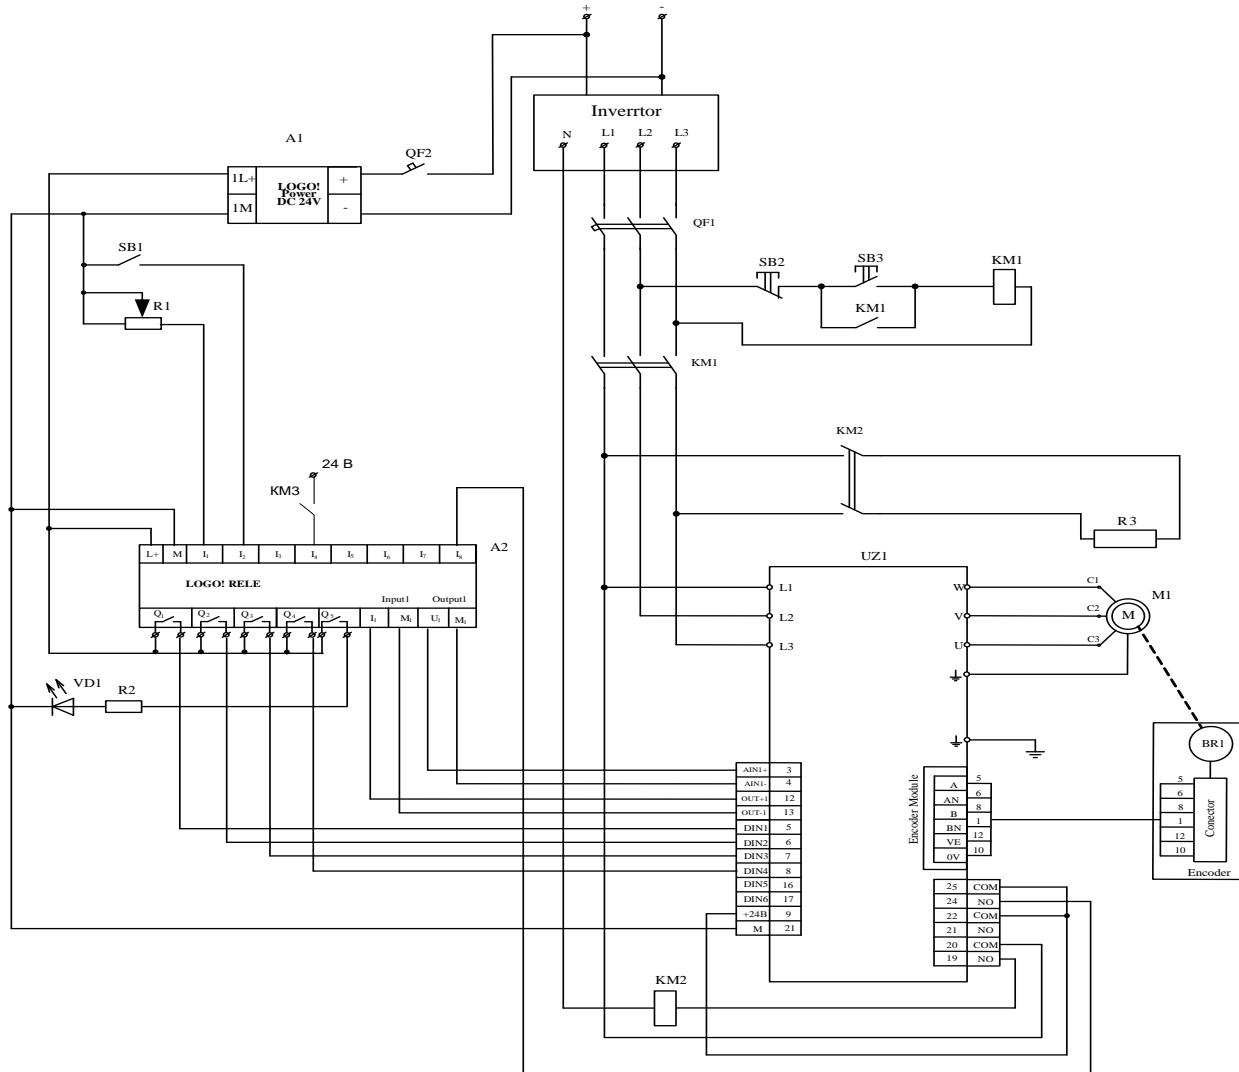 + -
Inverrtor
N L1 L2 L3
A1
QF2
1L+ LOGO! +
Power
1M DC 24V -
QF1
SB1
SB2 SB3 KM1
R1
KM1
KM1
KM2
24 В
КМ3
R3
A2
L+ M I1 I2 I3 I4 I5 I6 I7 I8
UZ1
LOGO! RELE
Input1 Output1
Q1 Q2 Q3 Q4 Q5 I1 M1 U1 M1
L1 W C1 M1
L2 V C2 M
L3 U C3
VD1 R2
BR1
AIN1+ 3
AIN1- 4
OUT+1 12
OUT-1 13
DIN1 5
DIN2 6
DIN3 7
DIN4 8
DIN5 16
DIN6 17
+24B 9
M 21
Encoder Module
A 5
AN 6
B 8
BN 1
VE 12
0V 10
5
6
8
1
12
10
Conector
Encoder
25 COM
24 NO
22 COM
21 NO
20 COM
19 NO
KM2